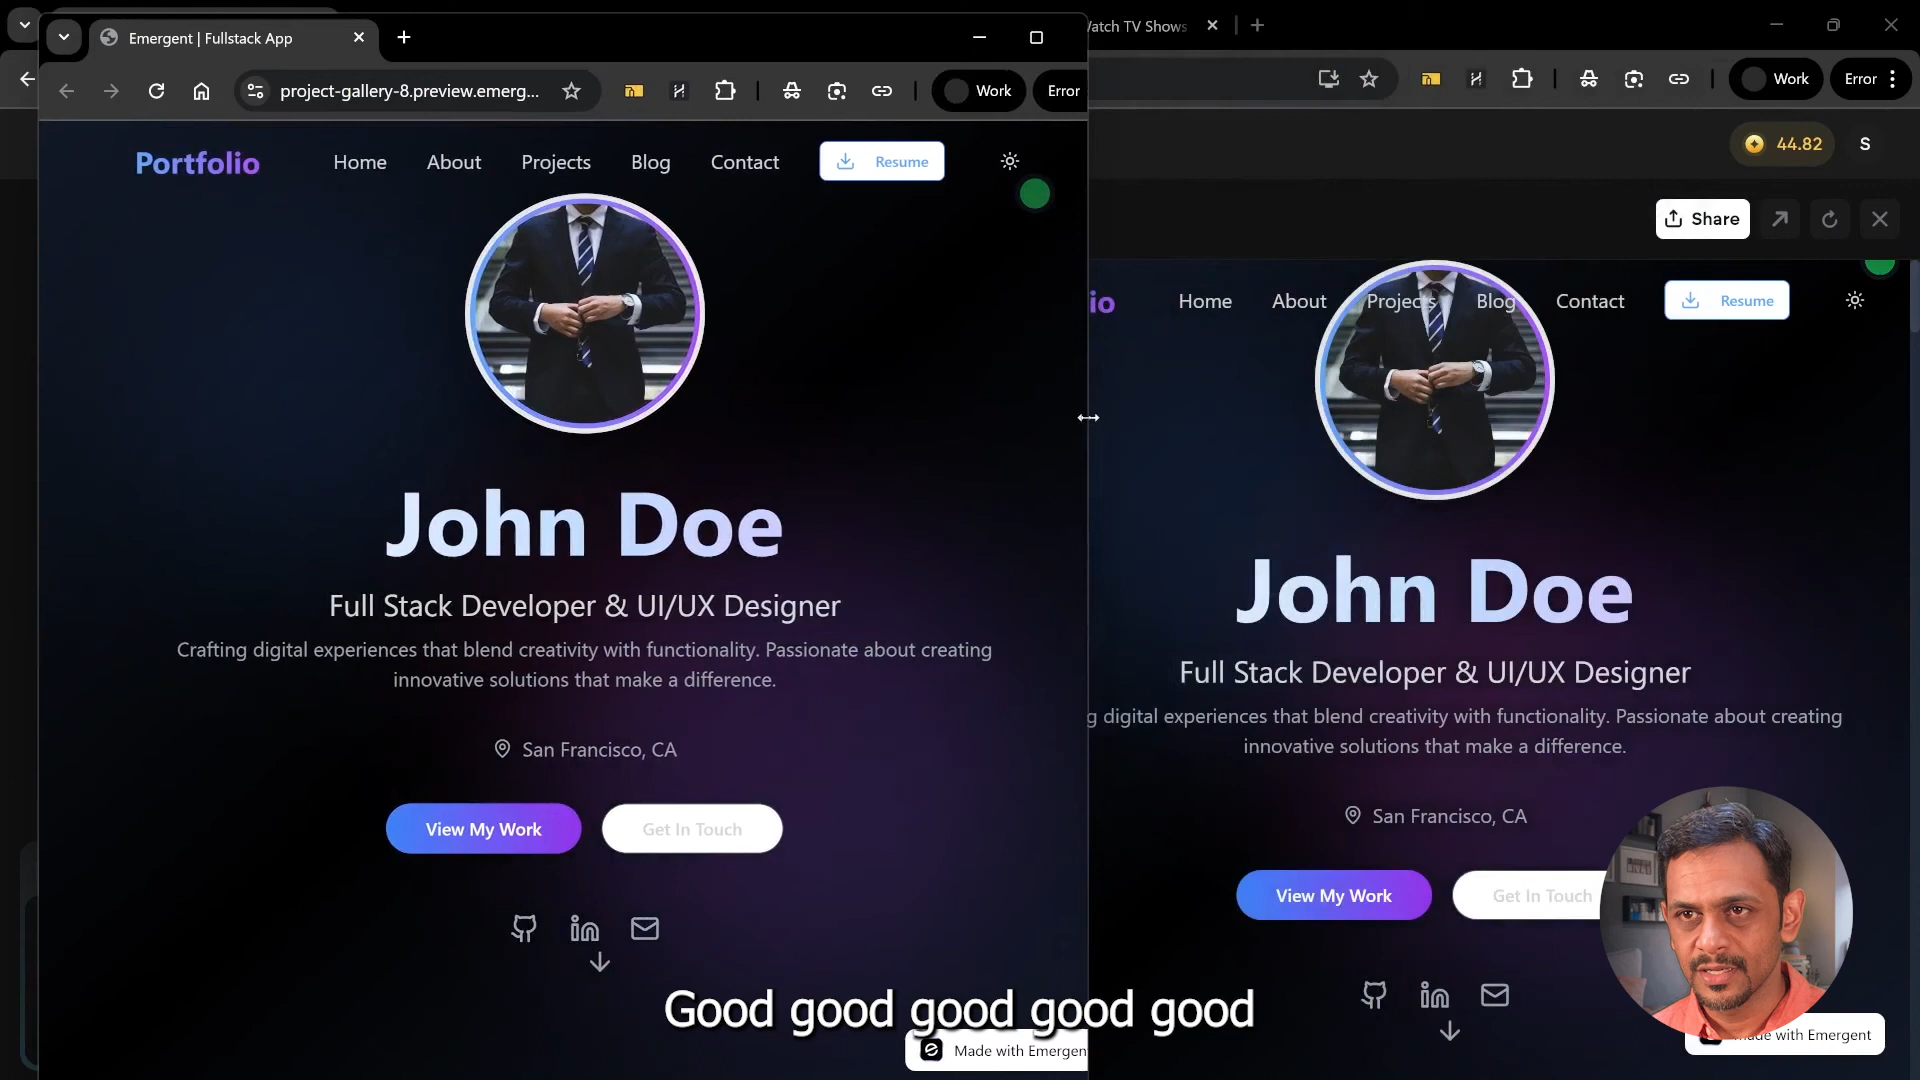 Emergent | Fullstack App
project-gallery-8.preview.emerg...
Work
Error
Portfolio
Home
About
Projects
Blog
Contact
Resume
John Doe
Full Stack Developer & UI/UX Designer
Crafting digital experiences that blend creativity with functionality. Passionate about creating
innovative solutions that make a difference.
San Francisco, CA
View My Work
Get In Touch
Made with Emergen
Watch TV Shows
Work
Error
44.82
S
Share
io
Home
About
Projects
Blog
Contact
Resume
John Doe
Full Stack Developer & UI/UX Designer
g digital experiences that blend creativity with functionality. Passionate about creating
innovative solutions that make a difference.
San Francisco, CA
View My Work
Get In Touch
ade with Emergent
Good good good good good